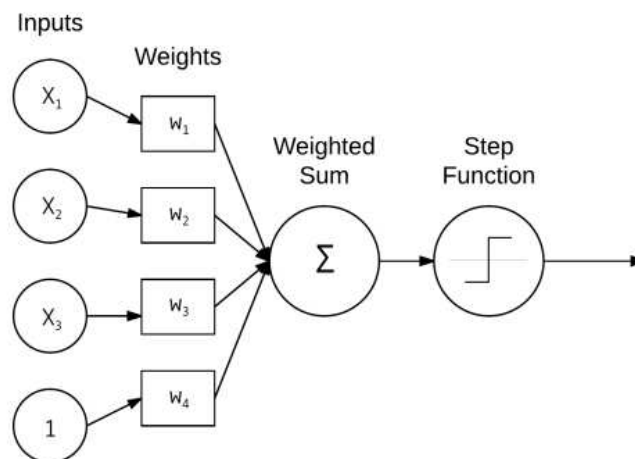 Inputs
Weights
X₁
w₁
Weighted
Sum
Step
Function
X₂
w₂
Σ
X₃
w₃
1
w₄